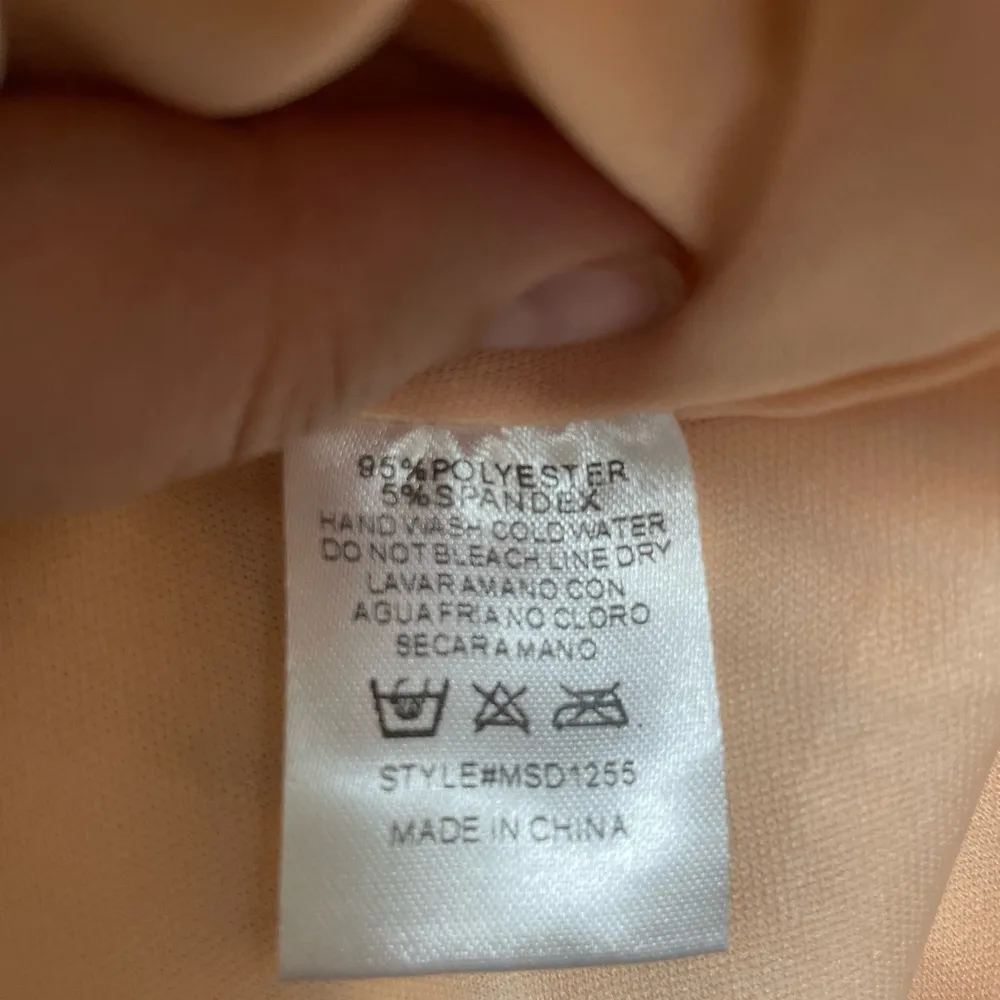 95%POLYESTER
5%SPANDEX
HAND WASH COLD WATER
DO NOT BLEACH LINE DRY
LAVAR A MANO CON
AGUA FRIA NO CLORO
SECAR A MANO
STYLE#MSD1255
MADE IN CHINA